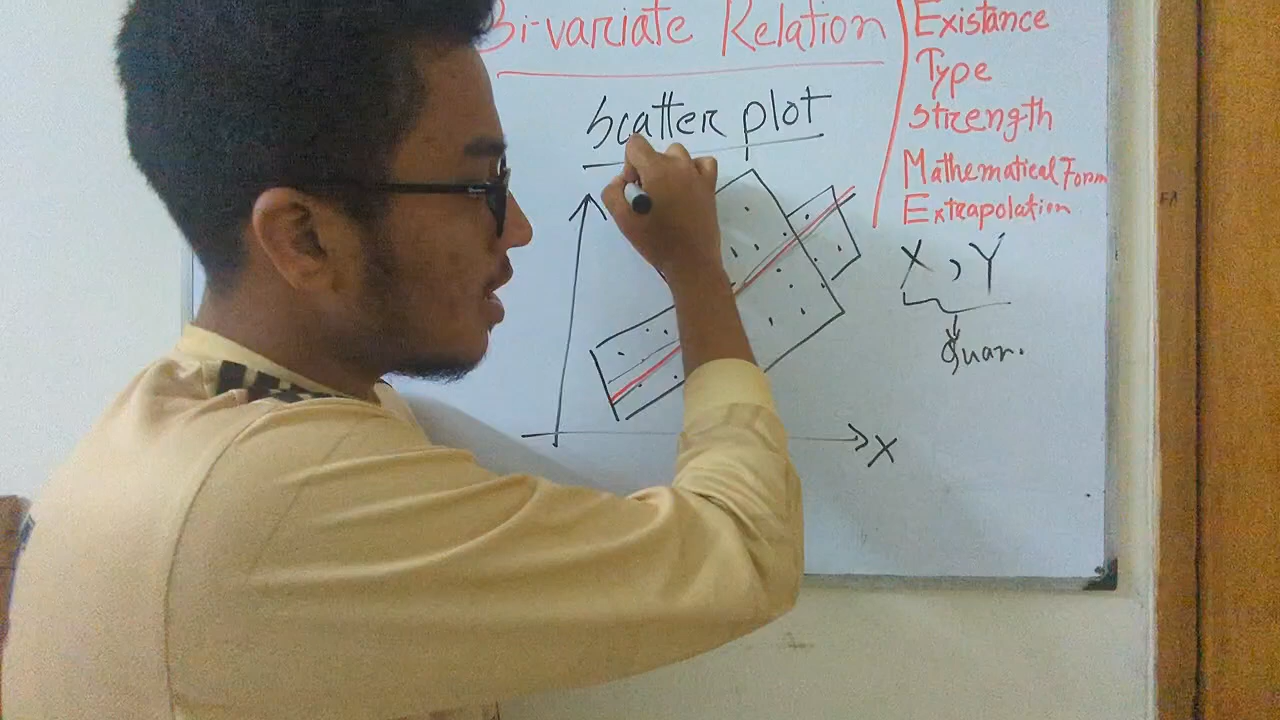 Bi-variate Relation
Scatter plot
X
Existance
Type
Strength
Mathematical Form
Extrapolation
X , Y
Quan.